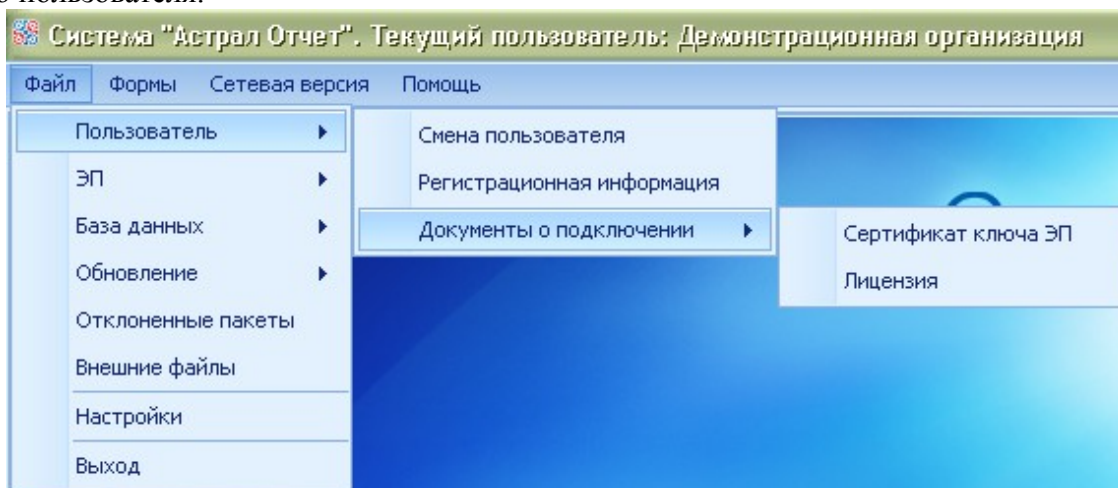 пользователя.
Система "Астрал Отчет". Текущий пользователь: Демонстрационная организация
Файл Формы Сетевая версия Помощь
Пользователь
ЭП
База данных
Обновление
Отклоненные пакеты
Внешние файлы
Настройки
Выход
Смена пользователя
Регистрационная информация
Документы о подключении
Сертификат ключа ЭП
Лицензия